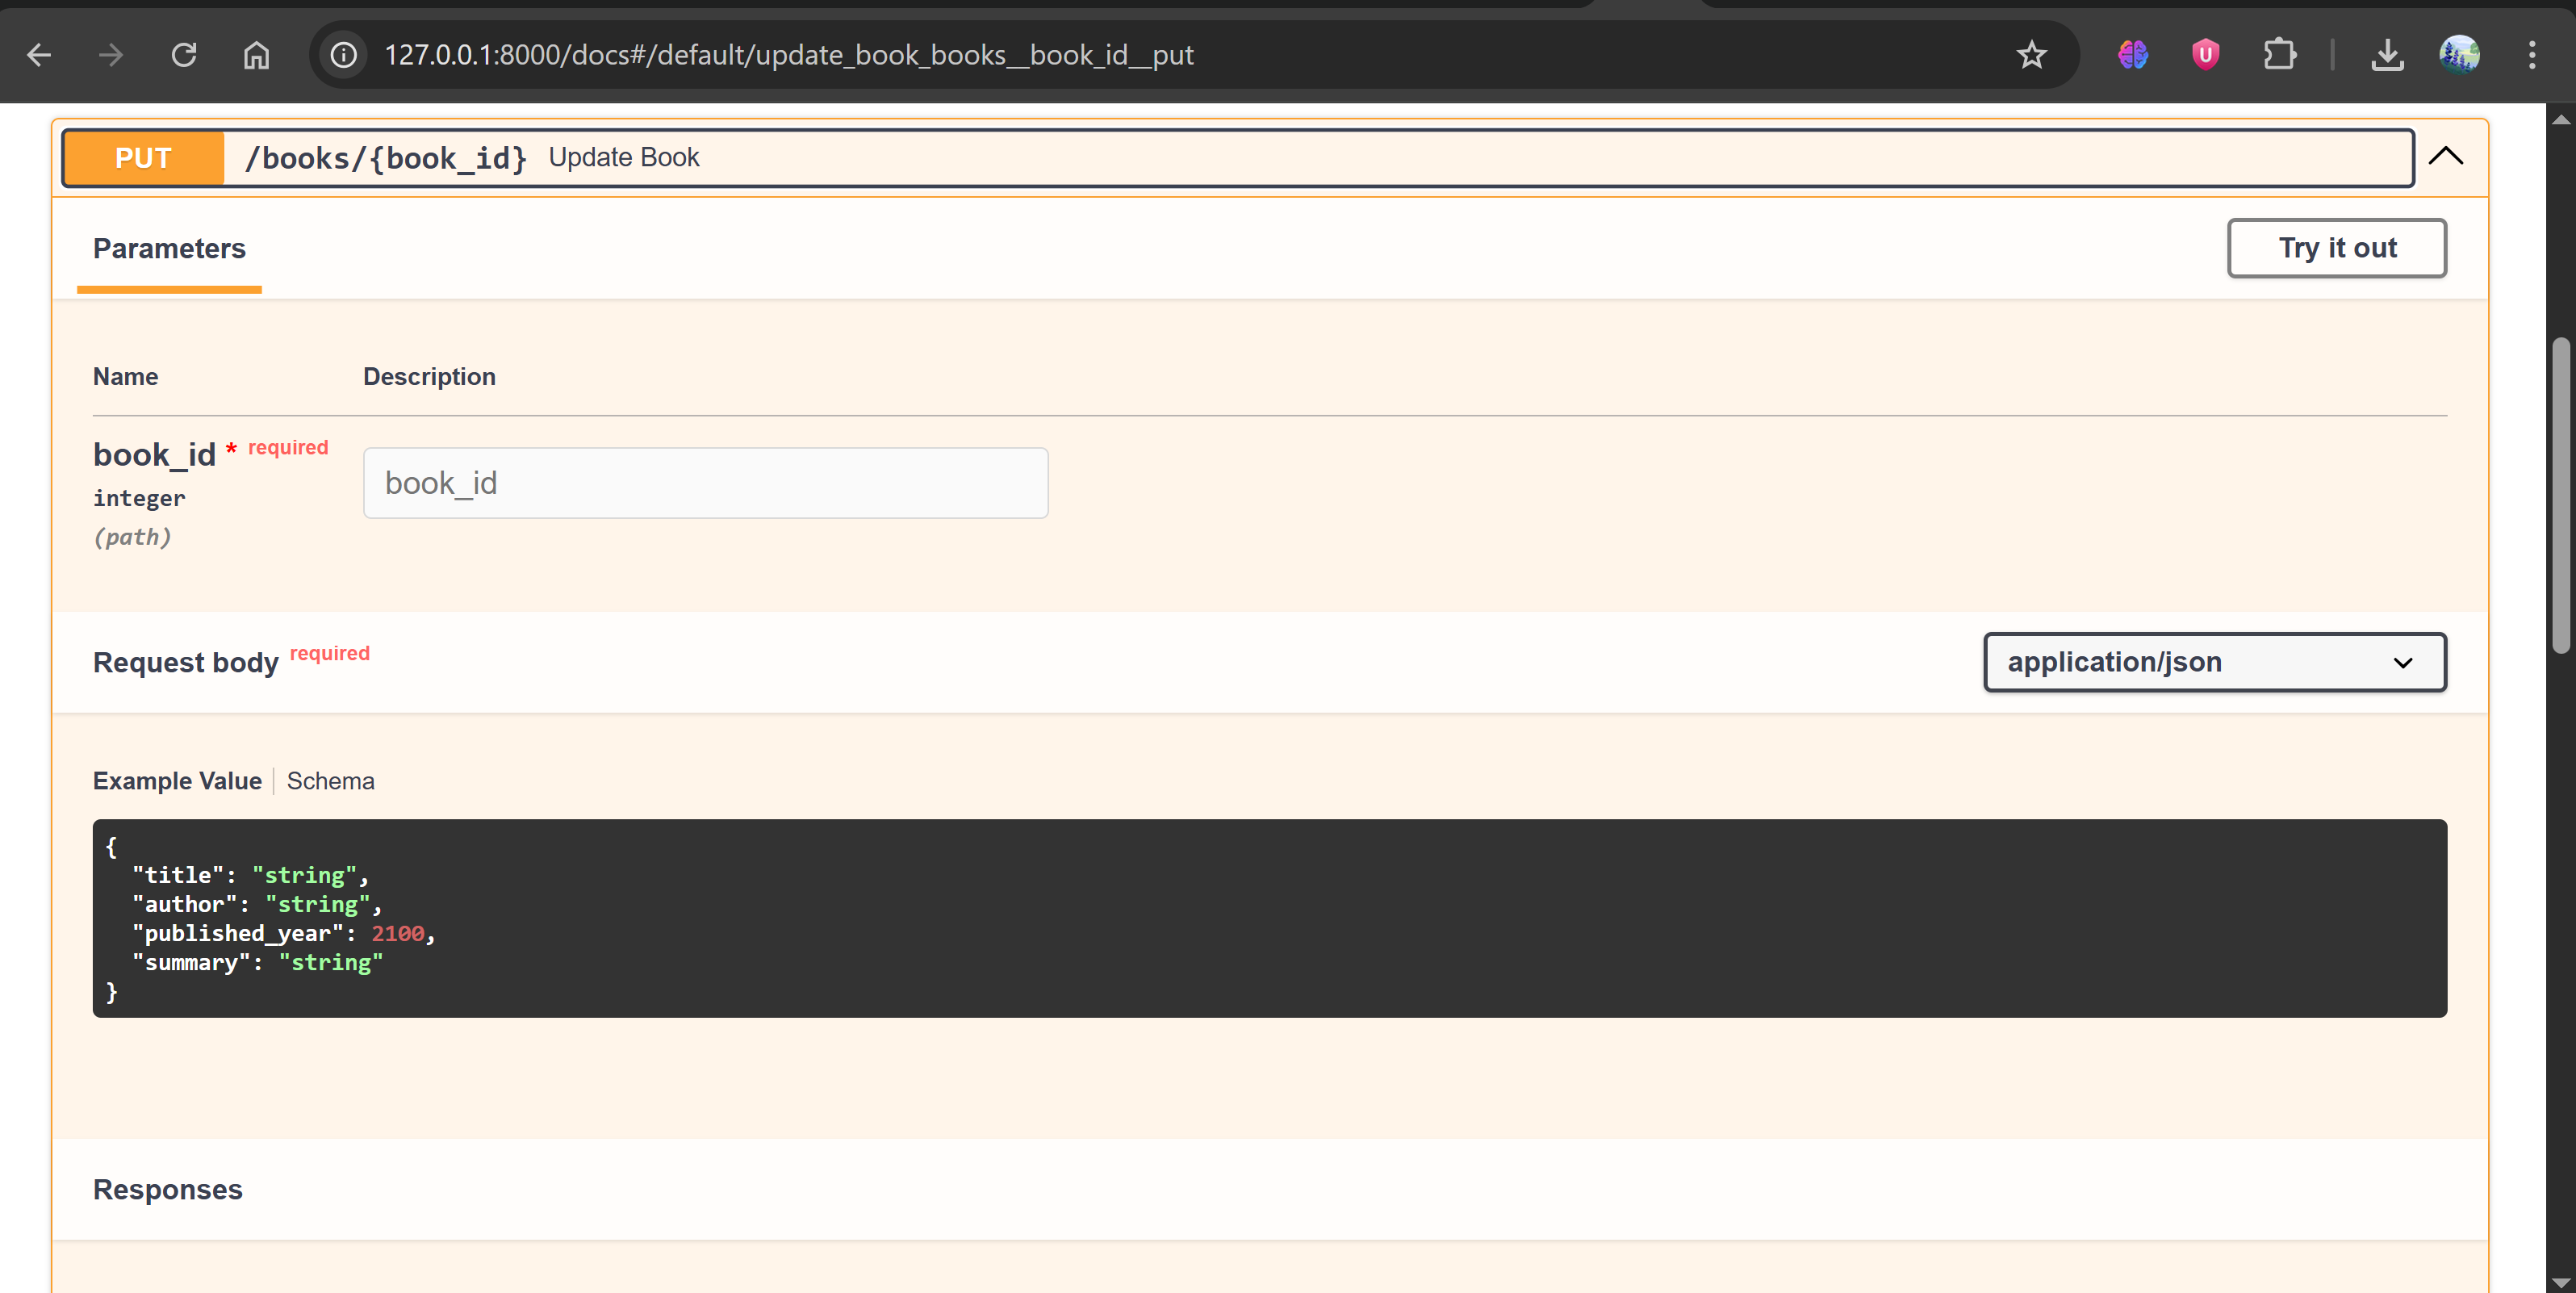 127.0.0.1:8000/docs#/default/update_book_books__book_id__put
PUT /books/{book_id} Update Book
Parameters
Try it out
Name Description
book_id * required
integer
(path)
book_id
Request body required
application/json
Example Value Schema
{
"title": "string",
"author": "string",
"published_year": 2100,
"summary": "string"
}
Responses